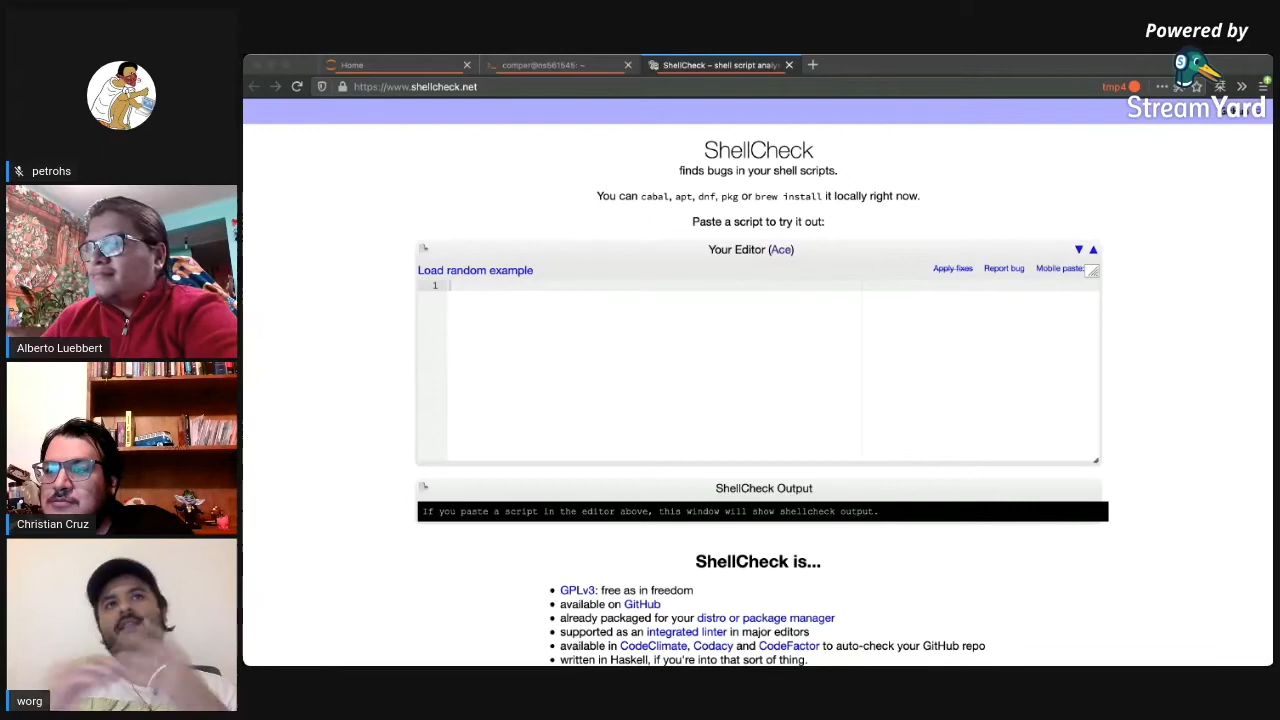 Powered by
StreamYard
petrohs
Alberto Luebbert
Christian Cruz
worg
Home
comper@ns561545: ~
ShellCheck – shell script analys
https://www.shellcheck.net
tmp4
ShellCheck
finds bugs in your shell scripts.
You can cabal, apt, dnf, pkg or brew install it locally right now.
Paste a script to try it out:
Your Editor (Ace)
▼ ▲
Load random example
Apply fixes Report bug Mobile paste:
1
ShellCheck Output
If you paste a script in the editor above, this window will show shellcheck output.
ShellCheck is...
• GPLv3: free as in freedom
• available on GitHub
• already packaged for your distro or package manager
• supported as an integrated linter in major editors
• available in CodeClimate, Codacy and CodeFactor to auto-check your GitHub repo
• written in Haskell, if you're into that sort of thing.